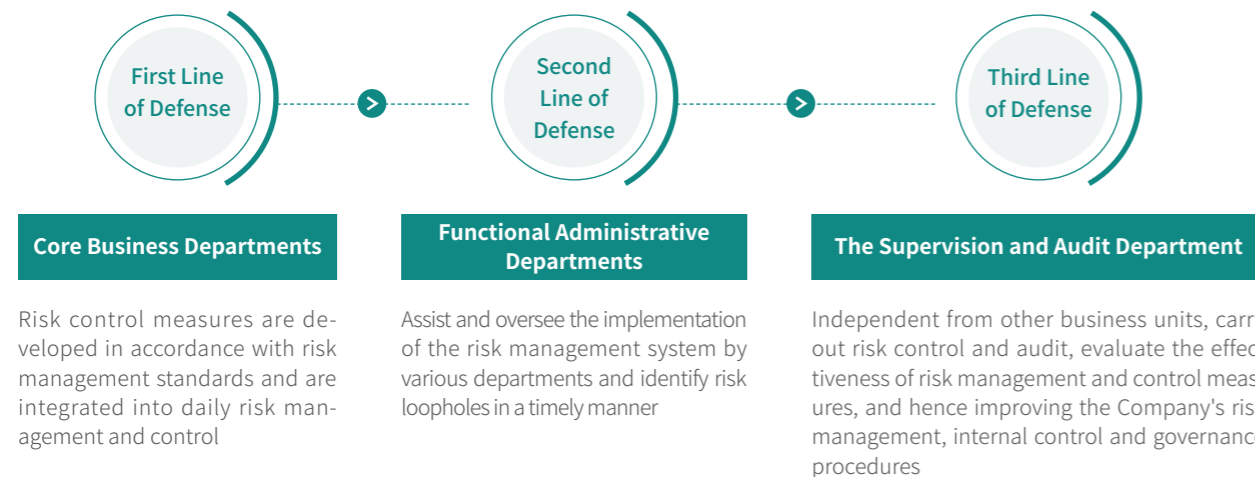 First Line
of Defense
Second
Line of
Defense
Third Line
of Defense
Core Business Departments
Functional Administrative
Departments
The Supervision and Audit Department
Risk control measures are de-
veloped in accordance with risk
management standards and are
integrated into daily risk man-
agement and control
Assist and oversee the implementation
of the risk management system by
various departments and identify risk
loopholes in a timely manner
Independent from other business units, carr
out risk control and audit, evaluate the effec
tiveness of risk management and control meas
ures, and hence improving the Company's ris
management, internal control and governanc
procedures